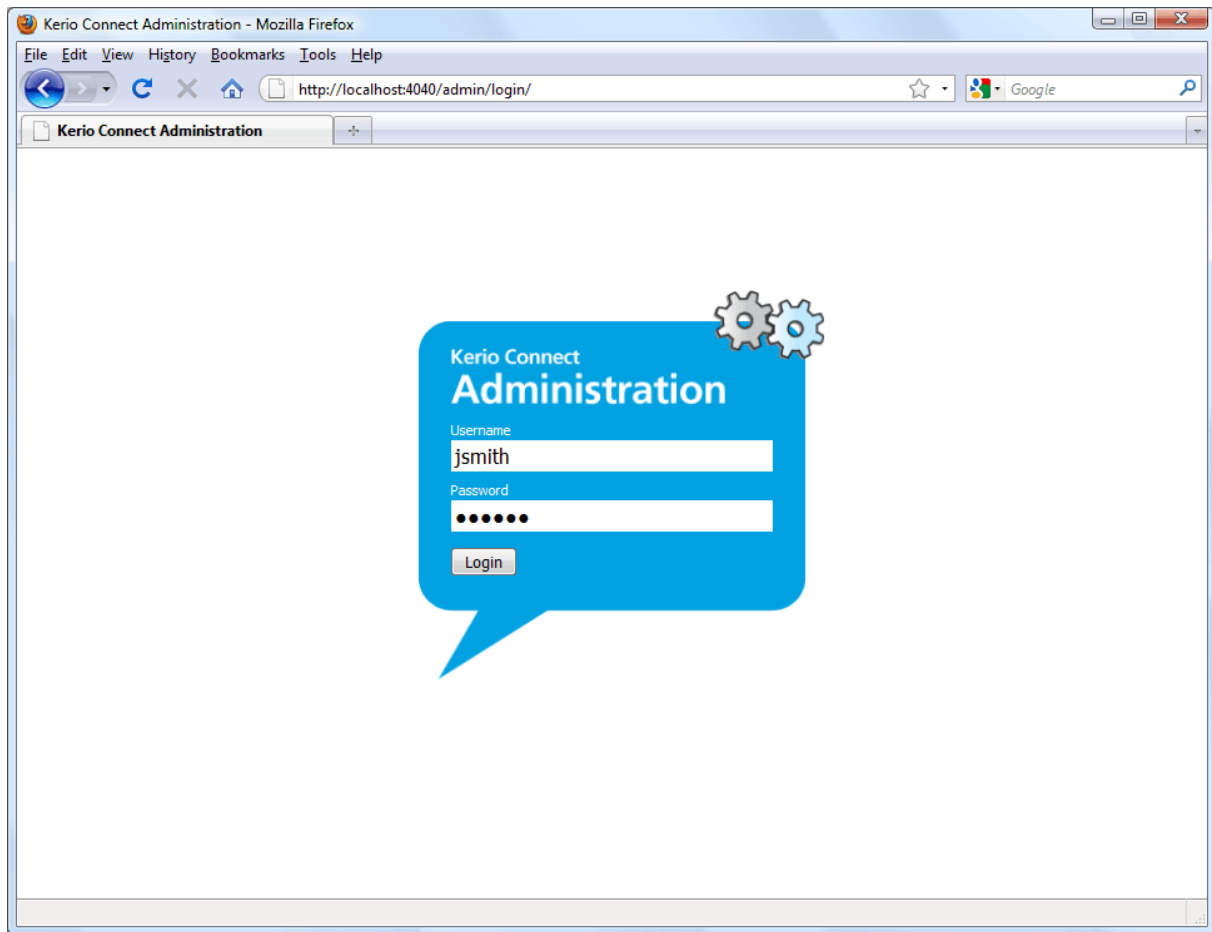 Kerio Connect Administration - Mozilla Firefox
File Edit View History Bookmarks Tools Help
http://localhost:4040/admin/login/
Google
Kerio Connect Administration
Kerio Connect
Administration
Username
jsmith
Password
••••••
Login